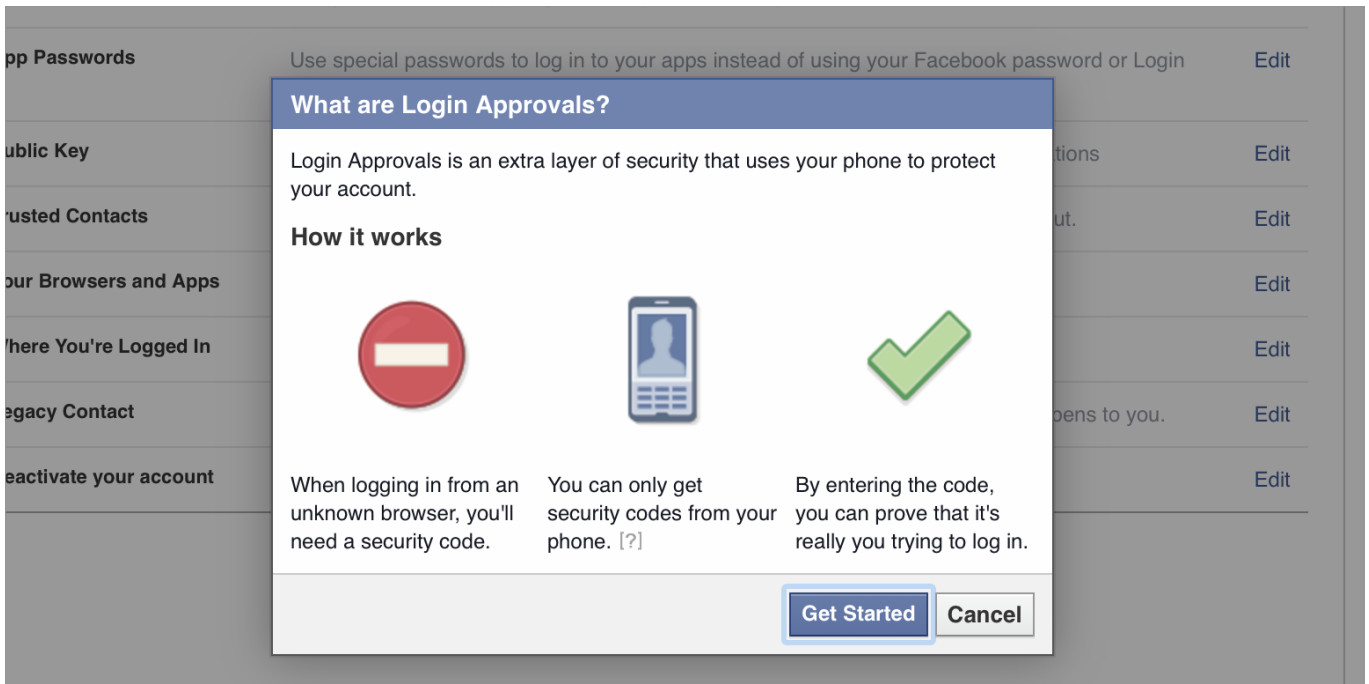 pp Passwords
Use special passwords to log in to your apps instead of using your Facebook password or Login
Edit
What are Login Approvals?
Login Approvals is an extra layer of security that uses your phone to protect
your account.
How it works
When logging in from an
unknown browser, you'll
need a security code.
You can only get
security codes from your
phone. [?]
By entering the code,
you can prove that it's
really you trying to log in.
Get Started
Cancel
ublic Key
tions
Edit
rusted Contacts
ut.
Edit
our Browsers and Apps
Edit
here You're Logged In
Edit
egacy Contact
pens to you.
Edit
eactivate your account
Edit